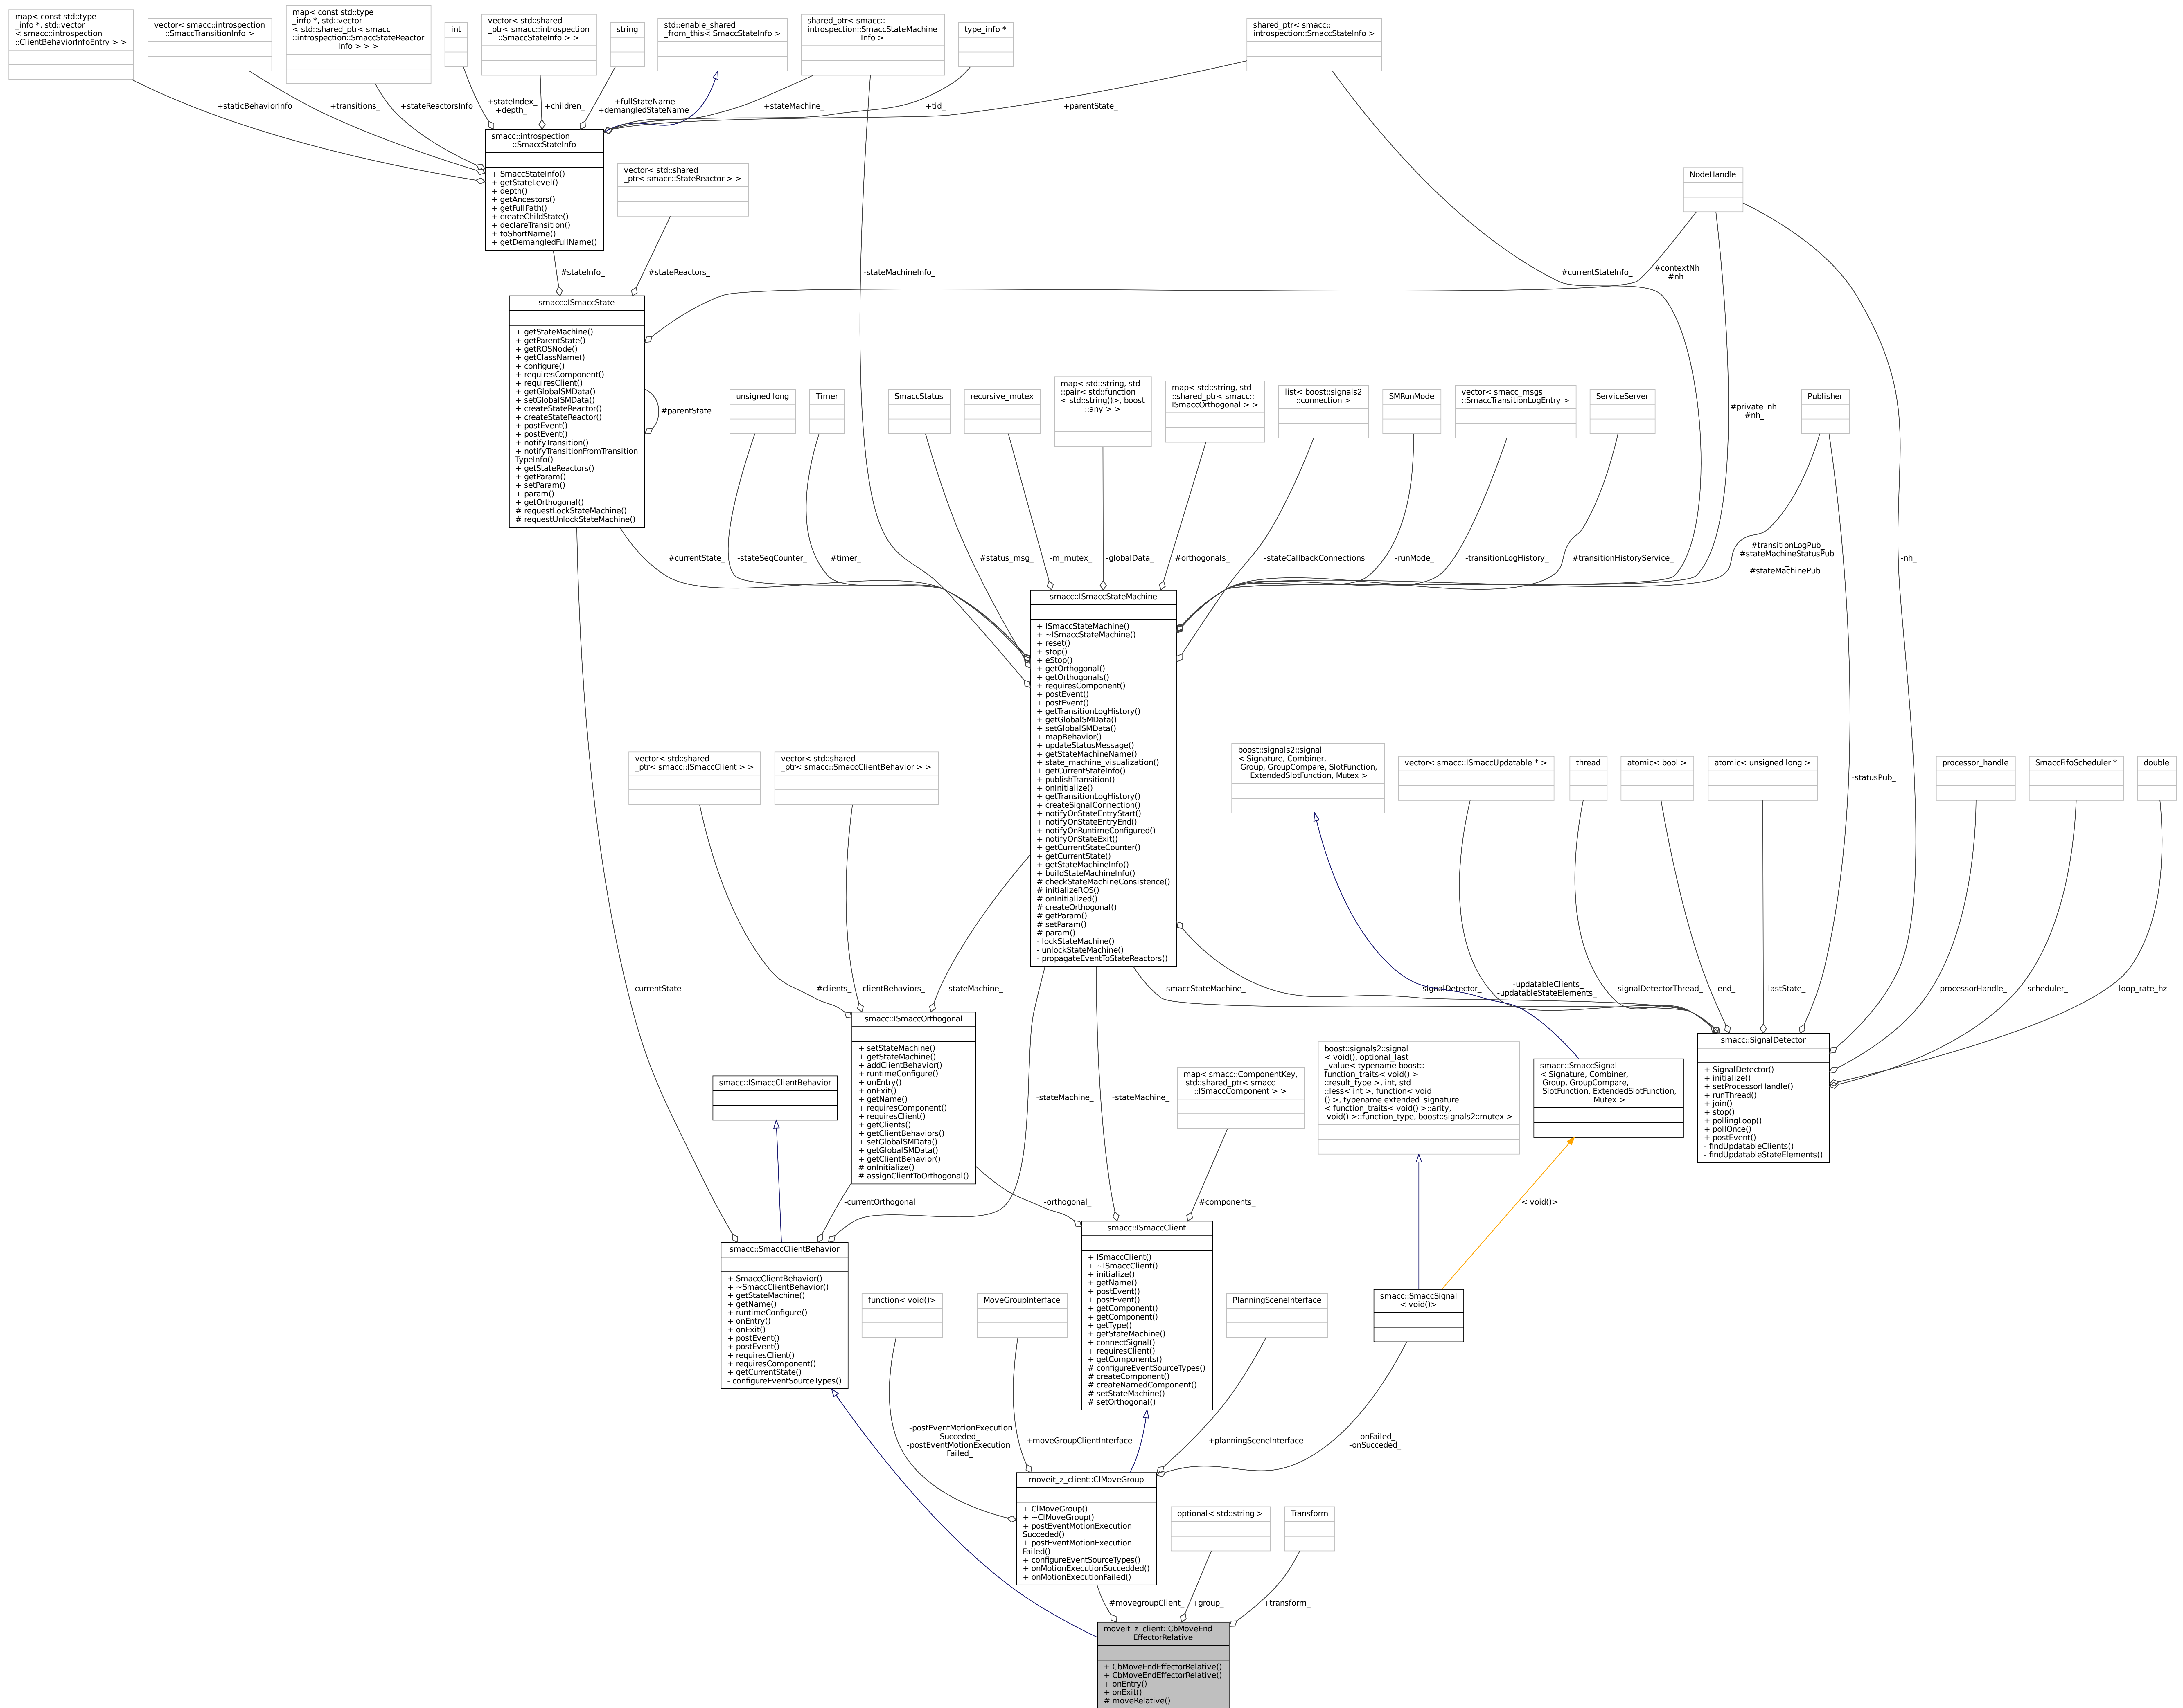 map< const std::type
_info *, std::vector
< smacc::introspection
::ClientBehaviorInfoEntry > >
vector< smacc::introspection
::SmaccTransitionInfo >
map< const std::type
_info *, std::vector
< std::shared_ptr< smacc
::introspection::SmaccStateReactor
Info > > >
int
vector< std::shared
_ptr< smacc::introspection
::SmaccStateInfo > >
string
std::enable_shared
_from_this< SmaccStateInfo >
shared_ptr< smacc::
introspection::SmaccStateMachine
Info >
type_info *
shared_ptr< smacc::
introspection::SmaccStateInfo >
+staticBehaviorInfo
+transitions_
+stateReactorsInfo
+stateIndex_
+depth_
+children_
+fullStateName
+demangledStateName
+stateMachine_
+tid_
+parentState_
smacc::introspection
::SmaccStateInfo
+ SmaccStateInfo()
+ getStateLevel()
+ depth()
+ getAncestors()
+ getFullPath()
+ createChildState()
+ declareTransition()
+ toShortName()
+ getDemangledFullName()
vector< std::shared
_ptr< smacc::StateReactor > >
NodeHandle
#stateInfo_
#stateReactors_
-stateMachineInfo_
#currentStateInfo_
#contextNh
#nh
smacc::ISmaccState
+ getStateMachine()
+ getParentState()
+ getROSNode()
+ getClassName()
+ configure()
+ requiresComponent()
+ requiresClient()
+ getGlobalSMData()
+ setGlobalSMData()
+ createStateReactor()
+ createStateReactor()
+ postEvent()
+ postEvent()
+ notifyTransition()
+ notifyTransitionFromTransition
TypeInfo()
+ getStateReactors()
+ getParam()
+ setParam()
+ param()
+ getOrthogonal()
# requestLockStateMachine()
# requestUnlockStateMachine()
#parentState_
unsigned long
Timer
SmaccStatus
recursive_mutex
map< std::string, std
::pair< std::function
< std::string()>, boost
::any > >
map< std::string, std
::shared_ptr< smacc::
ISmaccOrthogonal > >
list< boost::signals2
::connection >
SMRunMode
vector< smacc_msgs
::SmaccTransitionLogEntry >
ServiceServer
#private_nh_
#nh_
Publisher
#currentState_
-stateSeqCounter_
#timer_
#status_msg_
-m_mutex_
-globalData_
#orthogonals_
-stateCallbackConnections
-runMode_
-transitionLogHistory_
#transitionHistoryService_
#transitionLogPub_
#stateMachineStatusPub
_
#stateMachinePub_
-nh_
smacc::ISmaccStateMachine
+ ISmaccStateMachine()
+ ~ISmaccStateMachine()
+ reset()
+ stop()
+ eStop()
+ getOrthogonal()
+ getOrthogonals()
+ requiresComponent()
+ postEvent()
+ postEvent()
+ getTransitionLogHistory()
+ getGlobalSMData()
+ setGlobalSMData()
+ mapBehavior()
+ updateStatusMessage()
+ getStateMachineName()
+ state_machine_visualization()
+ getCurrentStateInfo()
+ publishTransition()
+ onInitialize()
+ getTransitionLogHistory()
+ createSignalConnection()
+ notifyOnStateEntryStart()
+ notifyOnStateEntryEnd()
+ notifyOnRuntimeConfigured()
+ notifyOnStateExit()
+ getCurrentStateCounter()
+ getCurrentState()
+ getStateMachineInfo()
+ buildStateMachineInfo()
# checkStateMachineConsistence()
# initializeROS()
# onInitialized()
# createOrthogonal()
# getParam()
# setParam()
# param()
- lockStateMachine()
- unlockStateMachine()
- propagateEventToStateReactors()
vector< std::shared
_ptr< smacc::ISmaccClient > >
vector< std::shared
_ptr< smacc::SmaccClientBehavior > >
boost::signals2::signal
< Signature, Combiner,
Group, GroupCompare, SlotFunction,
ExtendedSlotFunction, Mutex >
vector< smacc::ISmaccUpdatable * >
thread
atomic< bool >
atomic< unsigned long >
-statusPub_
processor_handle
SmaccFifoScheduler *
double
-currentState
#clients_
-clientBehaviors_
-stateMachine_
-smaccStateMachine_
-signalDetector_
-updatableClients_
-updatableStateElements_
-signalDetectorThread_
-end_
-lastState_
-processorHandle_
-scheduler_
-loop_rate_hz
smacc::ISmaccOrthogonal
+ setStateMachine()
+ getStateMachine()
+ addClientBehavior()
+ runtimeConfigure()
+ onEntry()
+ onExit()
+ getName()
+ requiresComponent()
+ requiresClient()
+ getClients()
+ getClientBehaviors()
+ setGlobalSMData()
+ getGlobalSMData()
+ getClientBehavior()
# onInitialize()
# assignClientToOrthogonal()
smacc::ISmaccClientBehavior
-stateMachine_
-stateMachine_
map< smacc::ComponentKey,
std::shared_ptr< smacc
::ISmaccComponent > >
boost::signals2::signal
< void(), optional_last
_value< typename boost::
function_traits< void() >
::result_type >, int, std
::less< int >, function< void
() >, typename extended_signature
< function_traits< void() >::arity,
void() >::function_type, boost::signals2::mutex >
smacc::SmaccSignal
< Signature, Combiner,
Group, GroupCompare,
SlotFunction, ExtendedSlotFunction,
Mutex >
smacc::SignalDetector
+ SignalDetector()
+ initialize()
+ setProcessorHandle()
+ runThread()
+ join()
+ stop()
+ pollingLoop()
+ pollOnce()
+ postEvent()
- findUpdatableClients()
- findUpdatableStateElements()
-currentOrthogonal
-orthogonal_
#components_
< void()>
smacc::SmaccClientBehavior
+ SmaccClientBehavior()
+ ~SmaccClientBehavior()
+ getStateMachine()
+ getName()
+ runtimeConfigure()
+ onEntry()
+ onExit()
+ postEvent()
+ postEvent()
+ requiresClient()
+ requiresComponent()
+ getCurrentState()
- configureEventSourceTypes()
function< void()>
MoveGroupInterface
smacc::ISmaccClient
+ ISmaccClient()
+ ~ISmaccClient()
+ initialize()
+ getName()
+ postEvent()
+ postEvent()
+ getComponent()
+ getComponent()
+ getType()
+ getStateMachine()
+ connectSignal()
+ requiresClient()
+ getComponents()
# configureEventSourceTypes()
# createComponent()
# createNamedComponent()
# setStateMachine()
# setOrthogonal()
PlanningSceneInterface
smacc::SmaccSignal
< void()>
-postEventMotionExecution
Succeded_
-postEventMotionExecution
Failed_
+moveGroupClientInterface
+planningSceneInterface
-onFailed_
-onSucceded_
moveit_z_client::ClMoveGroup
+ ClMoveGroup()
+ ~ClMoveGroup()
+ postEventMotionExecution
Succeded()
+ postEventMotionExecution
Failed()
+ configureEventSourceTypes()
+ onMotionExecutionSuccedded()
+ onMotionExecutionFailed()
optional< std::string >
Transform
#movegroupClient_
+group_
+transform_
moveit_z_client::CbMoveEnd
EffectorRelative
+ CbMoveEndEffectorRelative()
+ CbMoveEndEffectorRelative()
+ onEntry()
+ onExit()
# moveRelative()